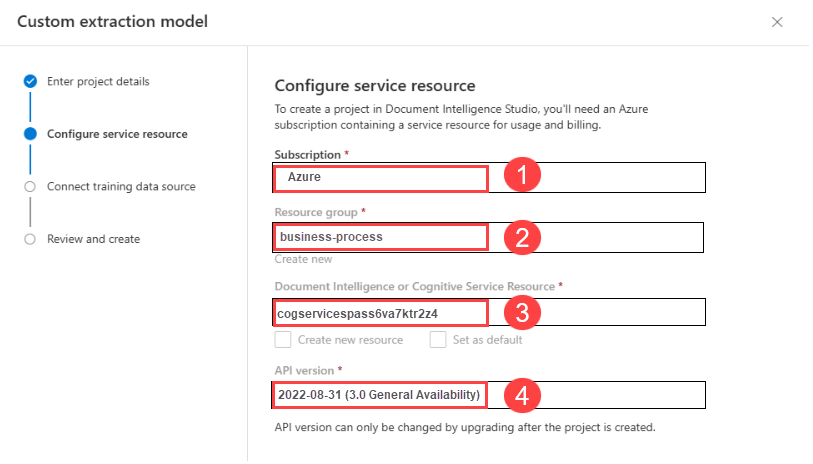 Custom extraction model
Enter project details
Configure service resource
Connect training data source
Review and create
Configure service resource
To create a project in Document Intelligence Studio, you'll need an Azure
subscription containing a service resource for usage and billing.
Subscription *
Azure
1
Resource group *
business-process
2
Create new
Document Intelligence or Cognitive Service Resource *
cogservicespass6va7ktr2z4
3
Create new resource
Set as default
API version *
2022-08-31 (3.0 General Availability)
4
API version can only be changed by upgrading after the project is created.